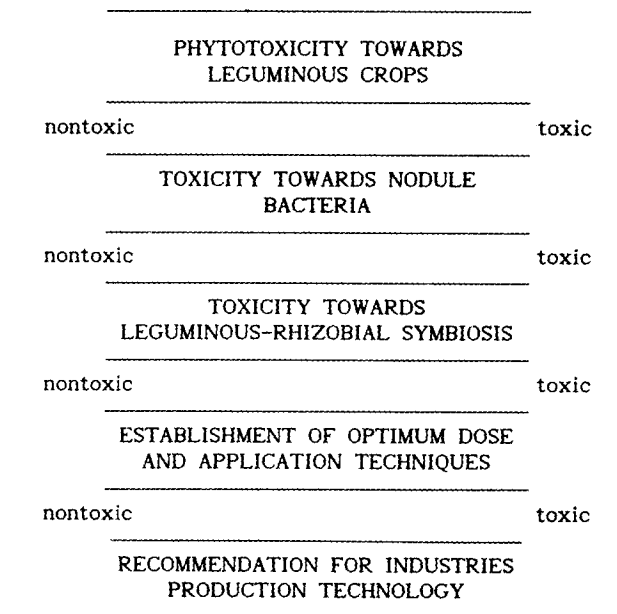 PHYTOTOXICITY TOWARDS
LEGUMINOUS CROPS
nontoxic toxic
TOXICITY TOWARDS NODULE
BACTERIA
nontoxic toxic
TOXICITY TOWARDS
LEGUMINOUS-RHIZOBIAL SYMBIOSIS
nontoxic toxic
ESTABLISHMENT OF OPTIMUM DOSE
AND APPLICATION TECHNIQUES
nontoxic toxic
RECOMMENDATION FOR INDUSTRIES
PRODUCTION TECHNOLOGY